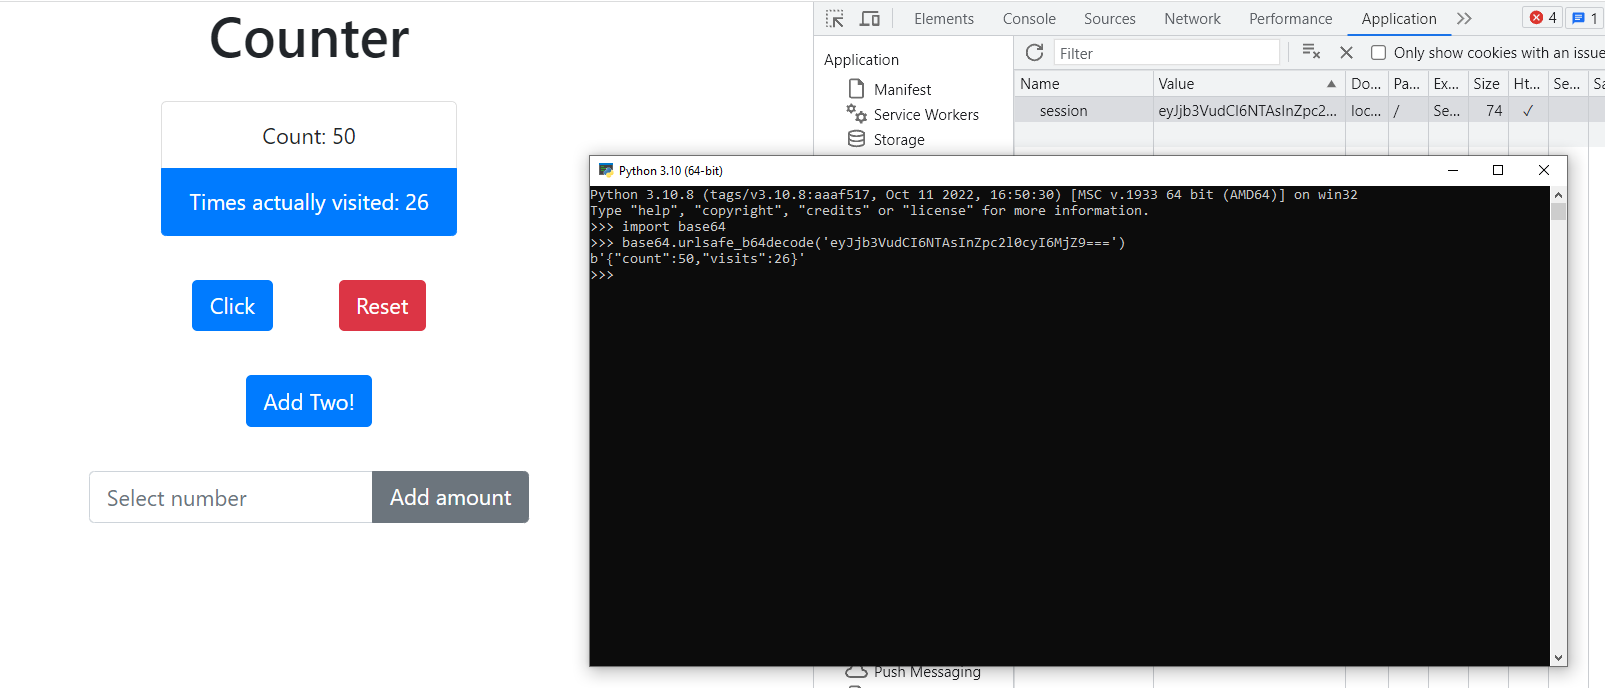 Counter
Count: 50
Times actually visited: 26
Click
Reset
Add Two!
Select number
Add amount
Elements
Console
Sources
Network
Performance
Application
4
1
Application
Manifest
Service Workers
Storage
Push Messaging
Filter
Only show cookies with an issue
Name
Value
Do...
Pa...
Ex...
Size
Ht...
Se...
Sa
session
eyJjb3VudCI6NTAsInZpc2...
loc...
/
Se...
74
✓
Python 3.10 (64-bit)
Python 3.10.8 (tags/v3.10.8:aaaf517, Oct 11 2022, 16:50:30) [MSC v.1933 64 bit (AMD64)] on win32
Type "help", "copyright", "credits" or "license" for more information.
>>> import base64
>>> base64.urlsafe_b64decode('eyJjb3VudCI6NTAsInZpc2l0cyI6MjZ9===')
b'{"count":50,"visits":26}'
>>>